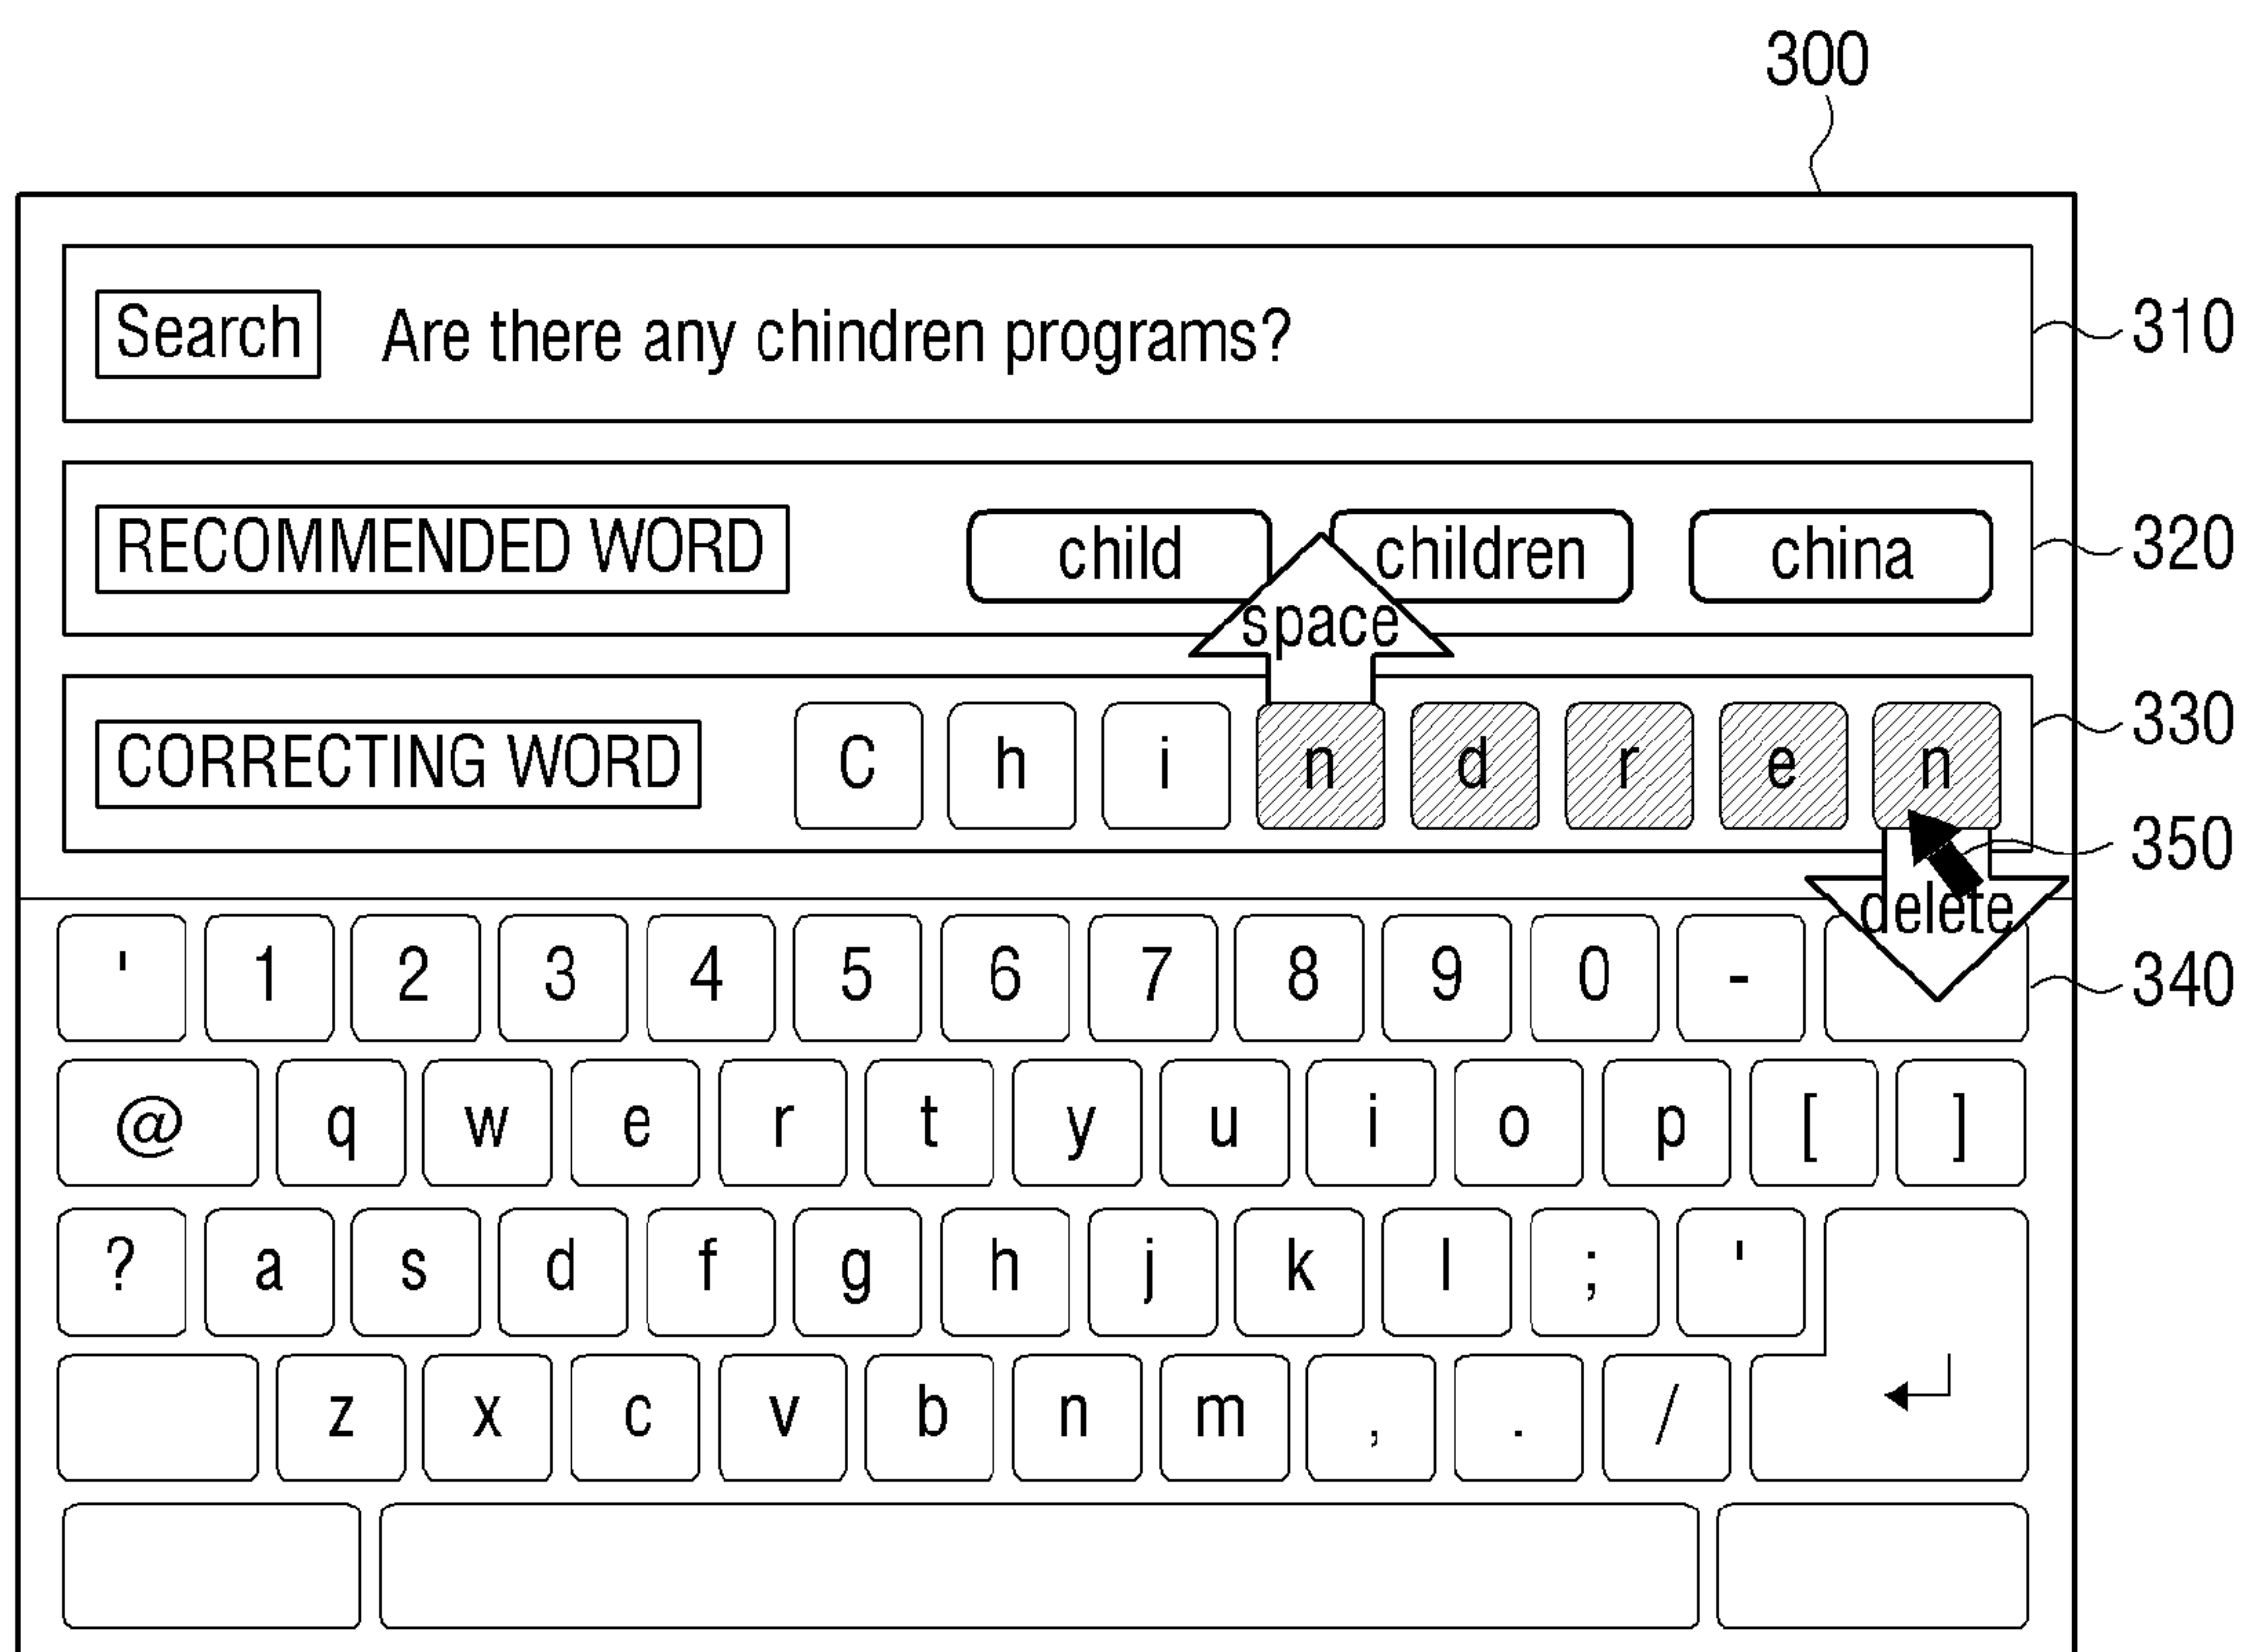 300
Search Are there any chindren programs? 310
RECOMMENDED WORD child children china 320
space
CORRECTING WORD C h i n d r e n 330
350
delete
' 1 2 3 4 5 6 7 8 9 0 - 340
@ q w e r t y u i o p [ ]
? a s d f g h j k l ; '
z x c v b n m , . /